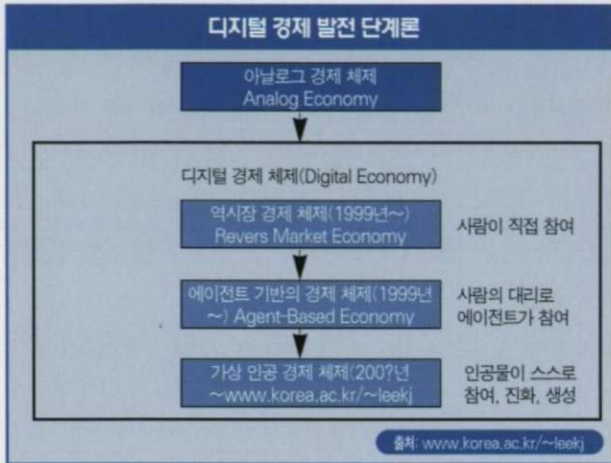 디지털 경제 발전 단계론
아날로그 경제 체제
Analog Economy
디지털 경제 체제(Digital Economy)
역시장 경제 체제(1999년~)
Revers Market Economy
사람이 직접 참여
에이전트 기반의 경제 체제(1999년
~) Agent-Based Economy
사람의 대리로
에이전트가 참여
가상 인공 경제 체제(200?년
~www.korea.ac.kr/~leekj
인공물이 스스로
참여, 진화, 생성
출처: www.korea.ac.kr/~leekj